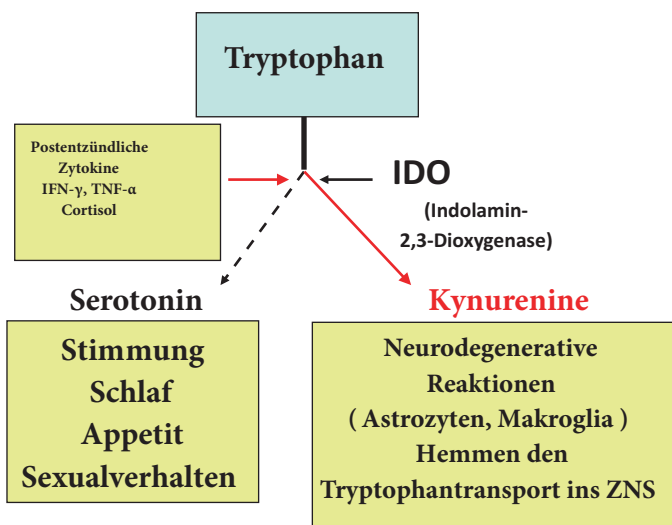 Tryptophan
Postentzündliche
Zytokine
IFN-γ, TNF-α
Cortisol
IDO
(Indolamin-
2,3-Dioxygenase)
Serotonin
Kynurenine
Stimmung
Schlaf
Appetit
Sexualverhalten
Neurodegenerative
Reaktionen
( Astrozyten, Makroglia )
Hemmen den
Tryptophantransport ins ZNS